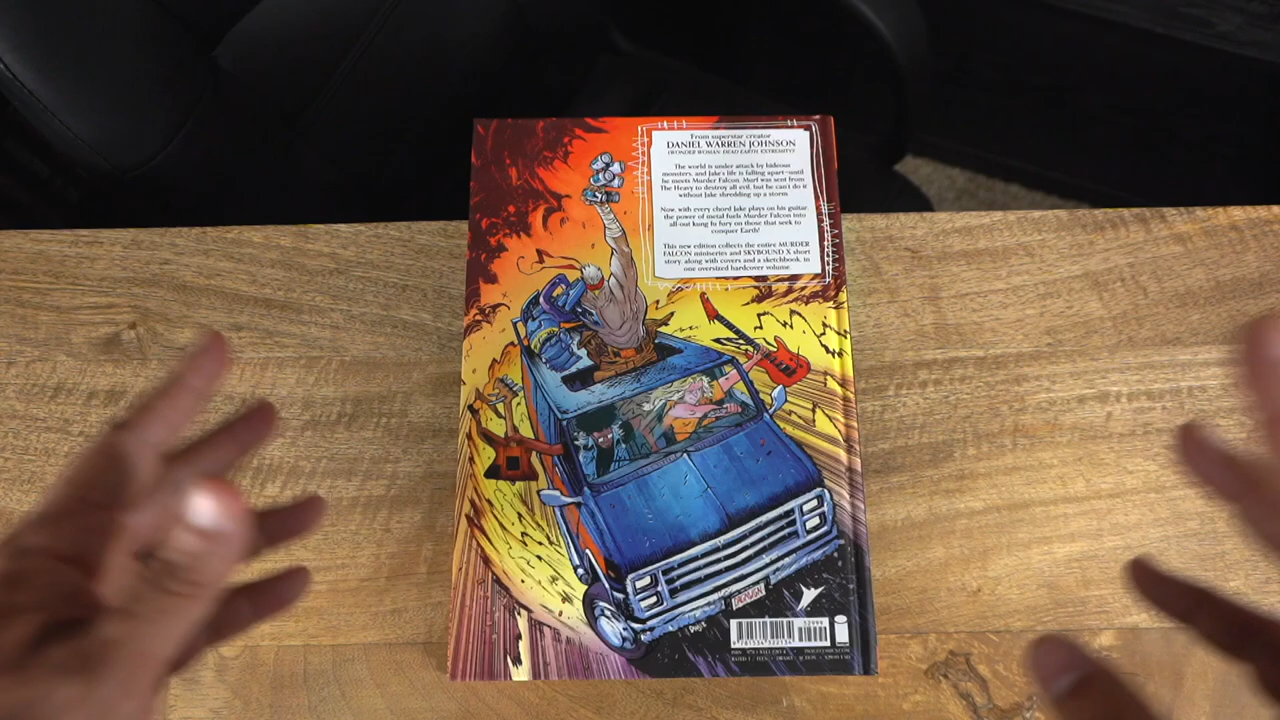 From superstar creator
DANIEL WARREN JOHNSON
(WONDER WOMAN: DEAD EARTH, EXTREMITY)!
The world is under attack by hideous
monsters, and Jake's life is falling apart—until
he meets Murder Falcon. Murf was sent from
The Heavy to destroy all evil, but he can't do it
without Jake shredding up a storm.
Now, with every chord Jake plays on his guitar,
the power of metal fuels Murder Falcon into
all-out kung fu fury on those that seek to
conquer Earth!
This new edition collects the entire MURDER
FALCON miniseries and SKYBOUND X short
story, along with covers and a sketchbook, in
one oversized hardcover volume.
52999
9 781534 322134